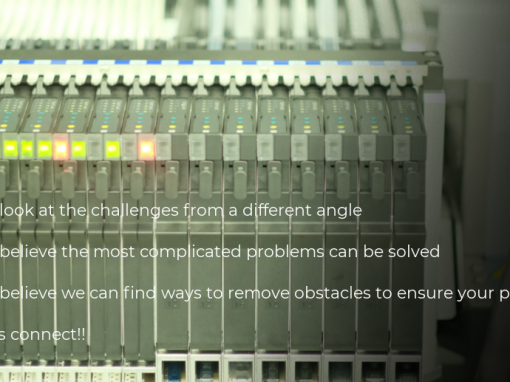 look at the challenges from a different angle
believe the most complicated problems can be solved
believe we can find ways to remove obstacles to ensure your p
s connect!!